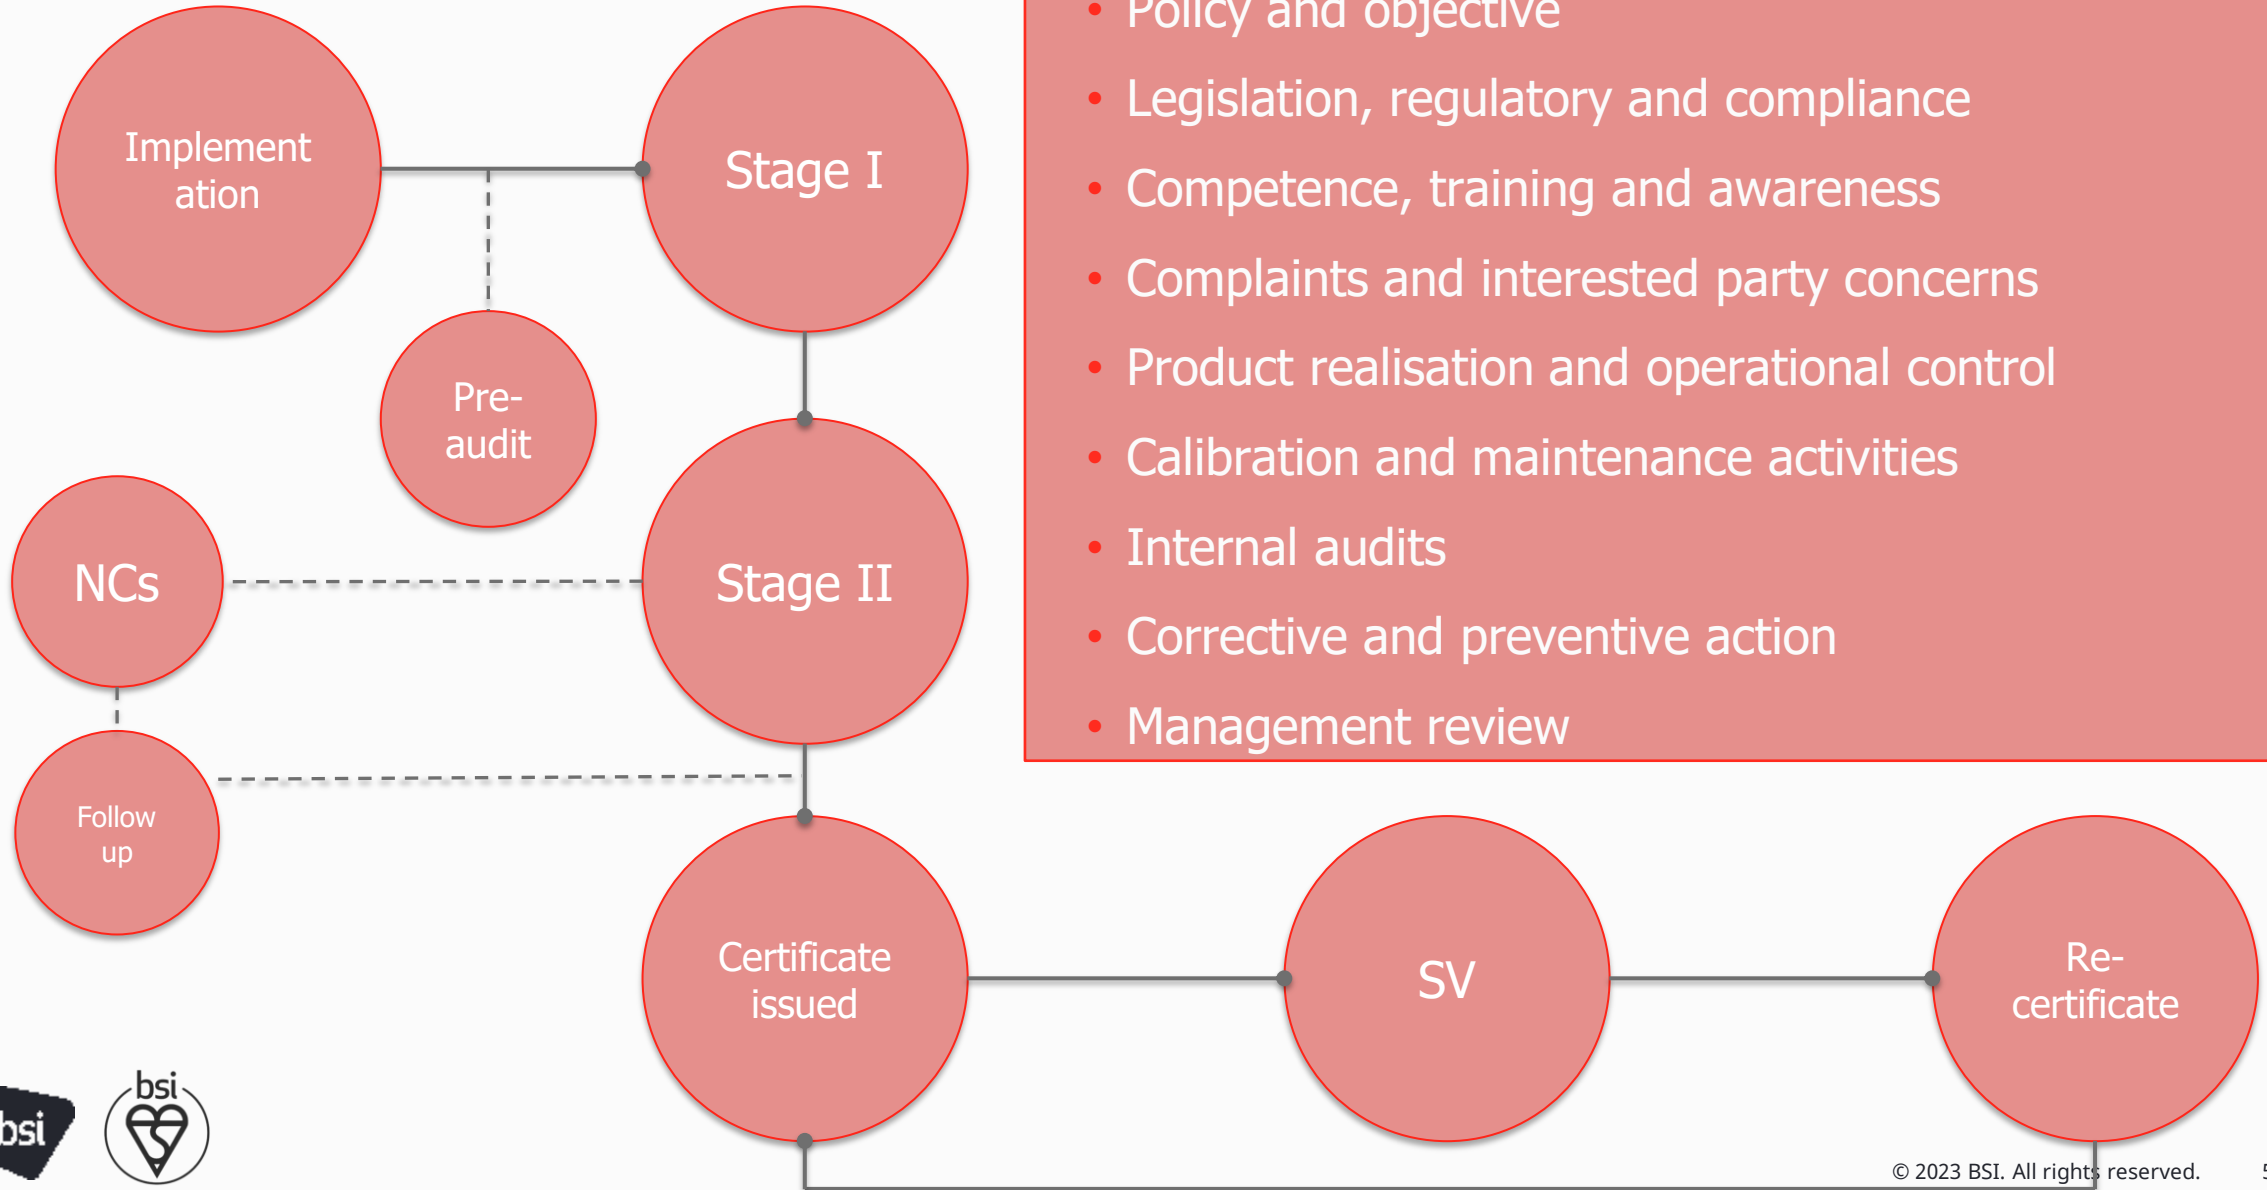 Implement
ation
Stage I
Pre-
audit
NCs
Stage II
Follow
up
Certificate
issued
SV
Re-
certificate
• Policy and objective
• Legislation, regulatory and compliance
• Competence, training and awareness
• Complaints and interested party concerns
• Product realisation and operational control
• Calibration and maintenance activities
• Internal audits
• Corrective and preventive action
• Management review
bsi
bsi
© 2023 BSI. All rights reserved.